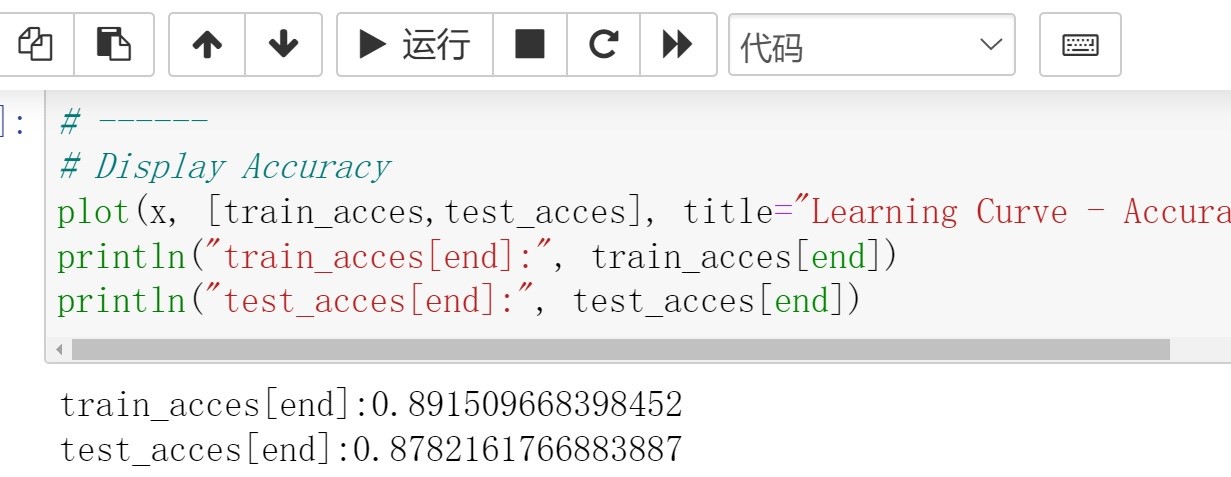 运行 代码
]: # ------
# Display Accuracy
plot(x, [train_acces,test_acces], title="Learning Curve - Accura
println("train_acces[end]:", train_acces[end])
println("test_acces[end]:", test_acces[end])
train_acces[end]:0.891509668398452
test_acces[end]:0.8782161766883887